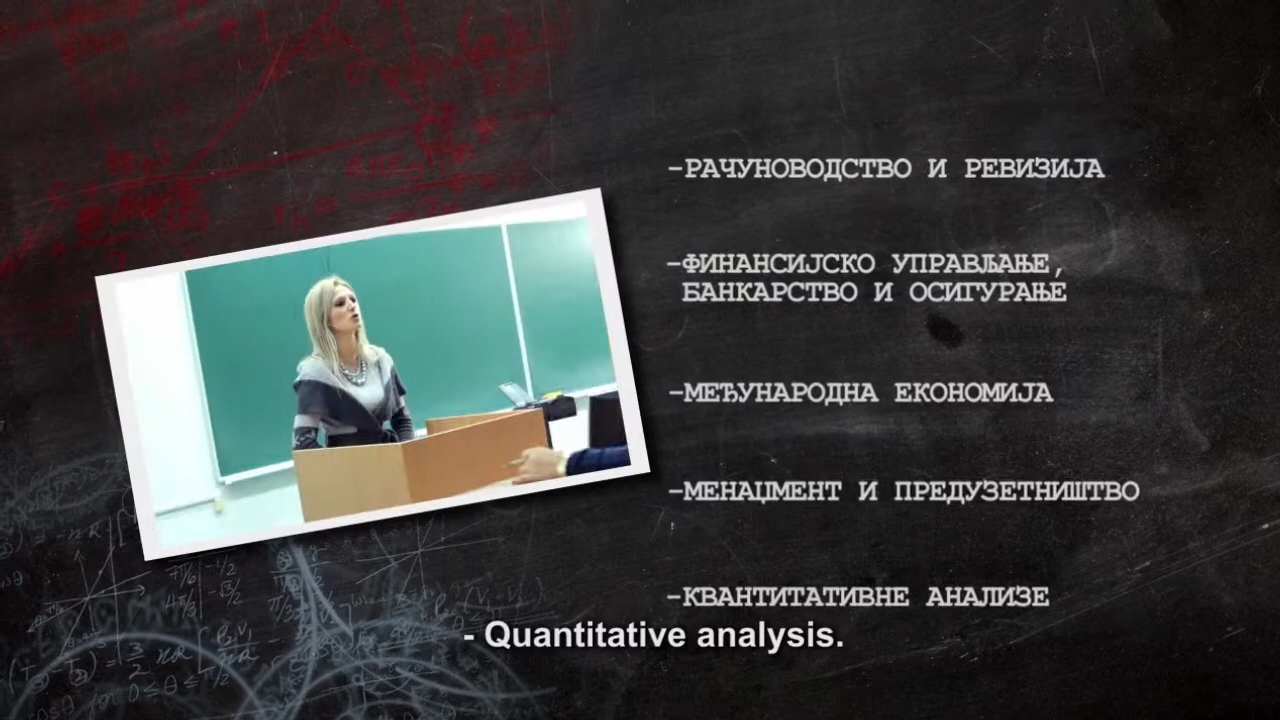 -РАЧУНОВОДСТВО И РЕВИЗИЈА
-ФИНАНСИЈСКО УПРАВЉАЊЕ,
БАНКАРСТВО И ОСИГУРАЊЕ
-МЕЂУНАРОДНА ЕКОНОМИЈА
-МЕНАЏМЕНТ И ПРЕДУЗЕТНИШТВО
-КВАНТИТАТИВНЕ АНАЛИЗЕ
- Quantitative analysis.